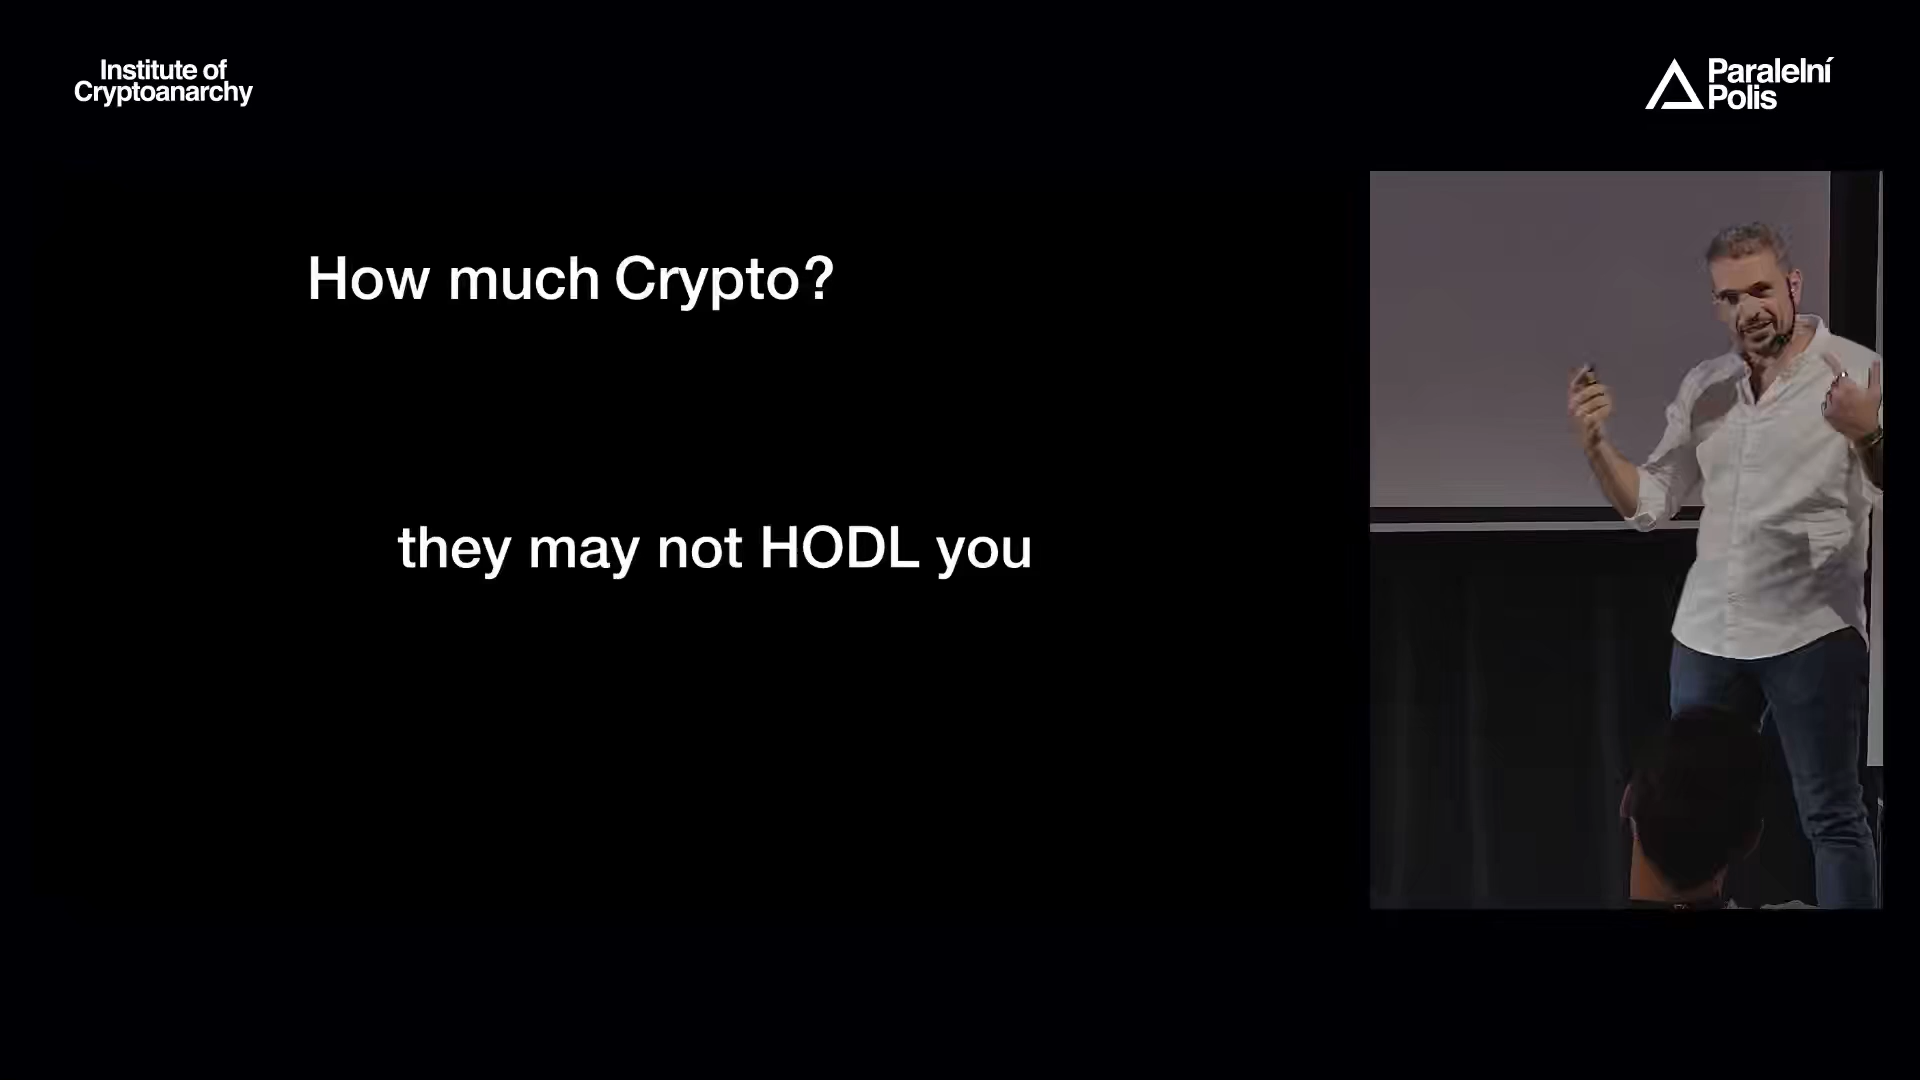 Institute of
Cryptoanarchy
Paralelní
Polis
How much Crypto?
they may not HODL you